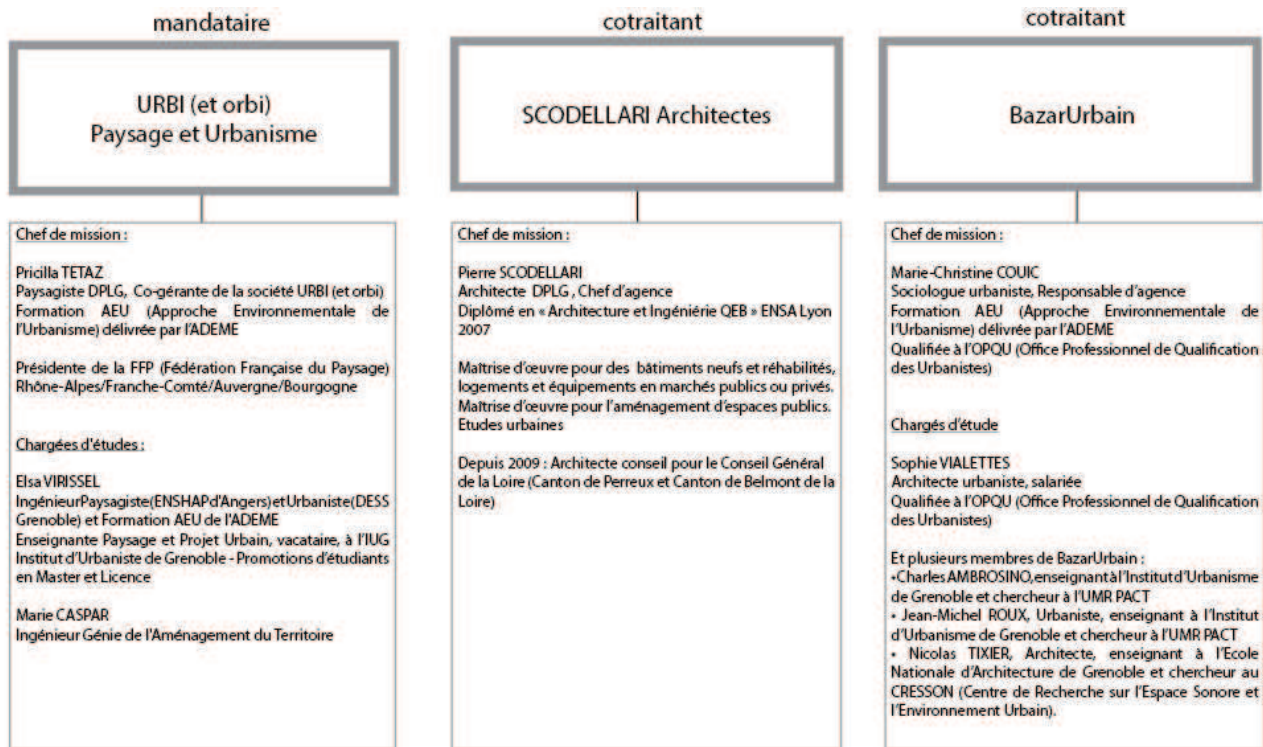 mandataire
URBI (et orbi)
Paysage et Urbanisme
Chef de mission :
Pricilla TETAZ
Paysagiste DPLG, Co-gérante de la société URBI (et orbi)
Formation AEU (Approche Environnementale de
l'Urbanisme) délivrée par l'ADEME
Présidente de la FFP (Fédération Française du Paysage)
Rhône-Alpes/Franche-Comté/Auvergne/Bourgogne
Chargées d'études :
Elsa VIRISSEL
Ingénieur Paysagiste (ENSHAP d'Angers) et Urbaniste (DESS
Grenoble) et Formation AEU de l'ADEME
Enseignante Paysage et Projet Urbain, vacataire, à l'IUG
Institut d'Urbaniste de Grenoble - Promotions d'étudiants
en Master et Licence
Marie CASPAR
Ingénieur Génie de l'Aménagement du Territoire
cotraitant
SCODELLARI Architectes
Chef de mission :
Pierre SCODELLARI
Architecte DPLG , Chef d'agence
Diplômé en « Architecture et Ingéniérie QEB » ENSA Lyon
2007
Maîtrise d'œuvre pour des bâtiments neufs et réhabilités,
logements et équipements en marchés publics ou privés.
Maîtrise d'œuvre pour l'aménagement d'espaces publics.
Etudes urbaines
Depuis 2009 : Architecte conseil pour le Conseil Général
de la Loire (Canton de Perreux et Canton de Belmont de la
Loire)
cotraitant
BazarUrbain
Chef de mission :
Marie-Christine COUIC
Sociologue urbaniste, Responsable d'agence
Formation AEU (Approche Environnementale de
l'Urbanisme) délivrée par l'ADEME
Qualifiée à l'OPQU (Office Professionnel de Qualification
des Urbanistes)
Chargés d'étude
Sophie VIALETTES
Architecte urbaniste, salariée
Qualifiée à l'OPQU (Office Professionnel de Qualification
des Urbanistes)
Et plusieurs membres de BazarUrbain :
•Charles AMBROSINO, enseignant à l'Institut d'Urbanisme
de Grenoble et chercheur à l'UMR PACT
• Jean-Michel ROUX, Urbaniste, enseignant à l'Institut
d'Urbanisme de Grenoble et chercheur à l'UMR PACT
• Nicolas TIXIER, Architecte, enseignant à l'Ecole
Nationale d'Architecture de Grenoble et chercheur au
CRESSON (Centre de Recherche sur l'Espace Sonore et
l'Environnement Urbain).